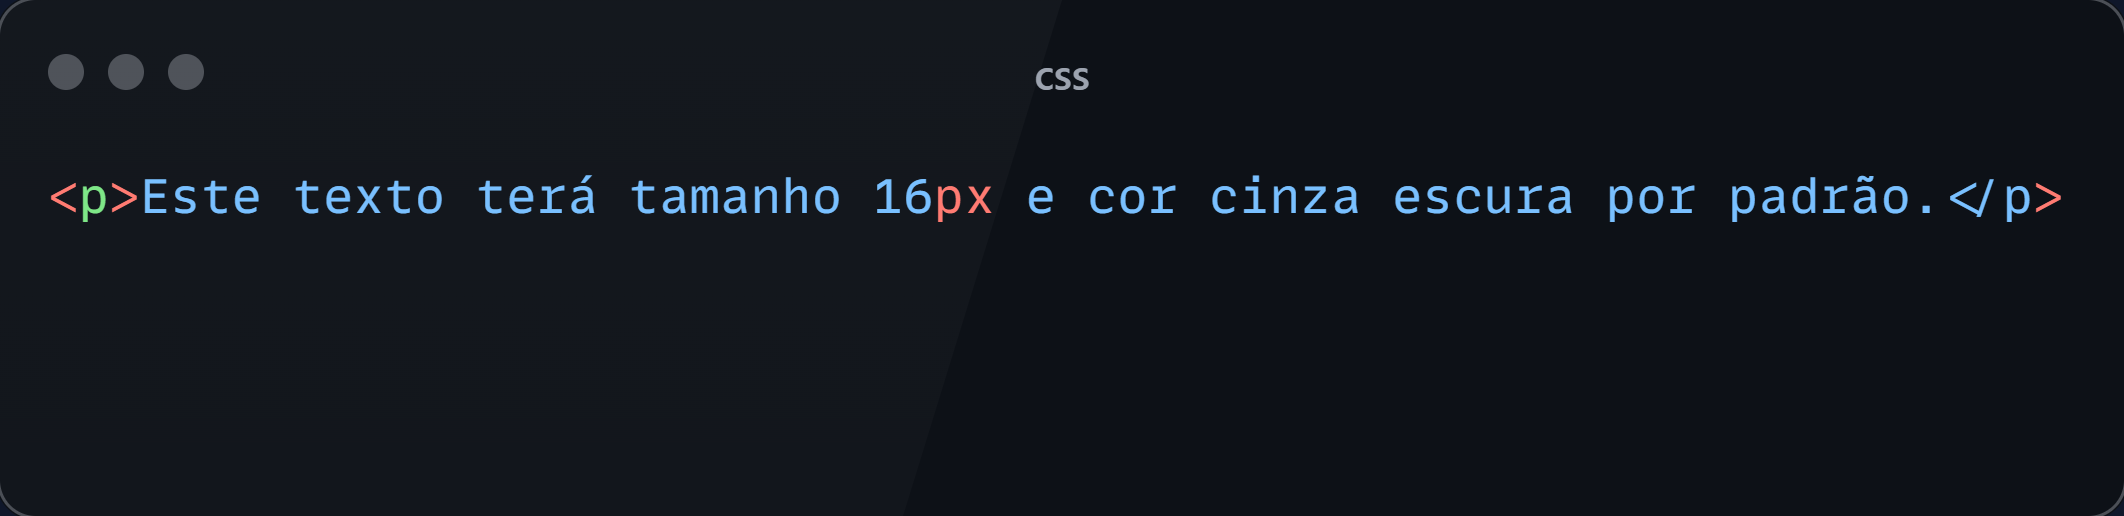 CSS
<p>Este texto terá tamanho 16px e cor cinza escura por padrão.</p>